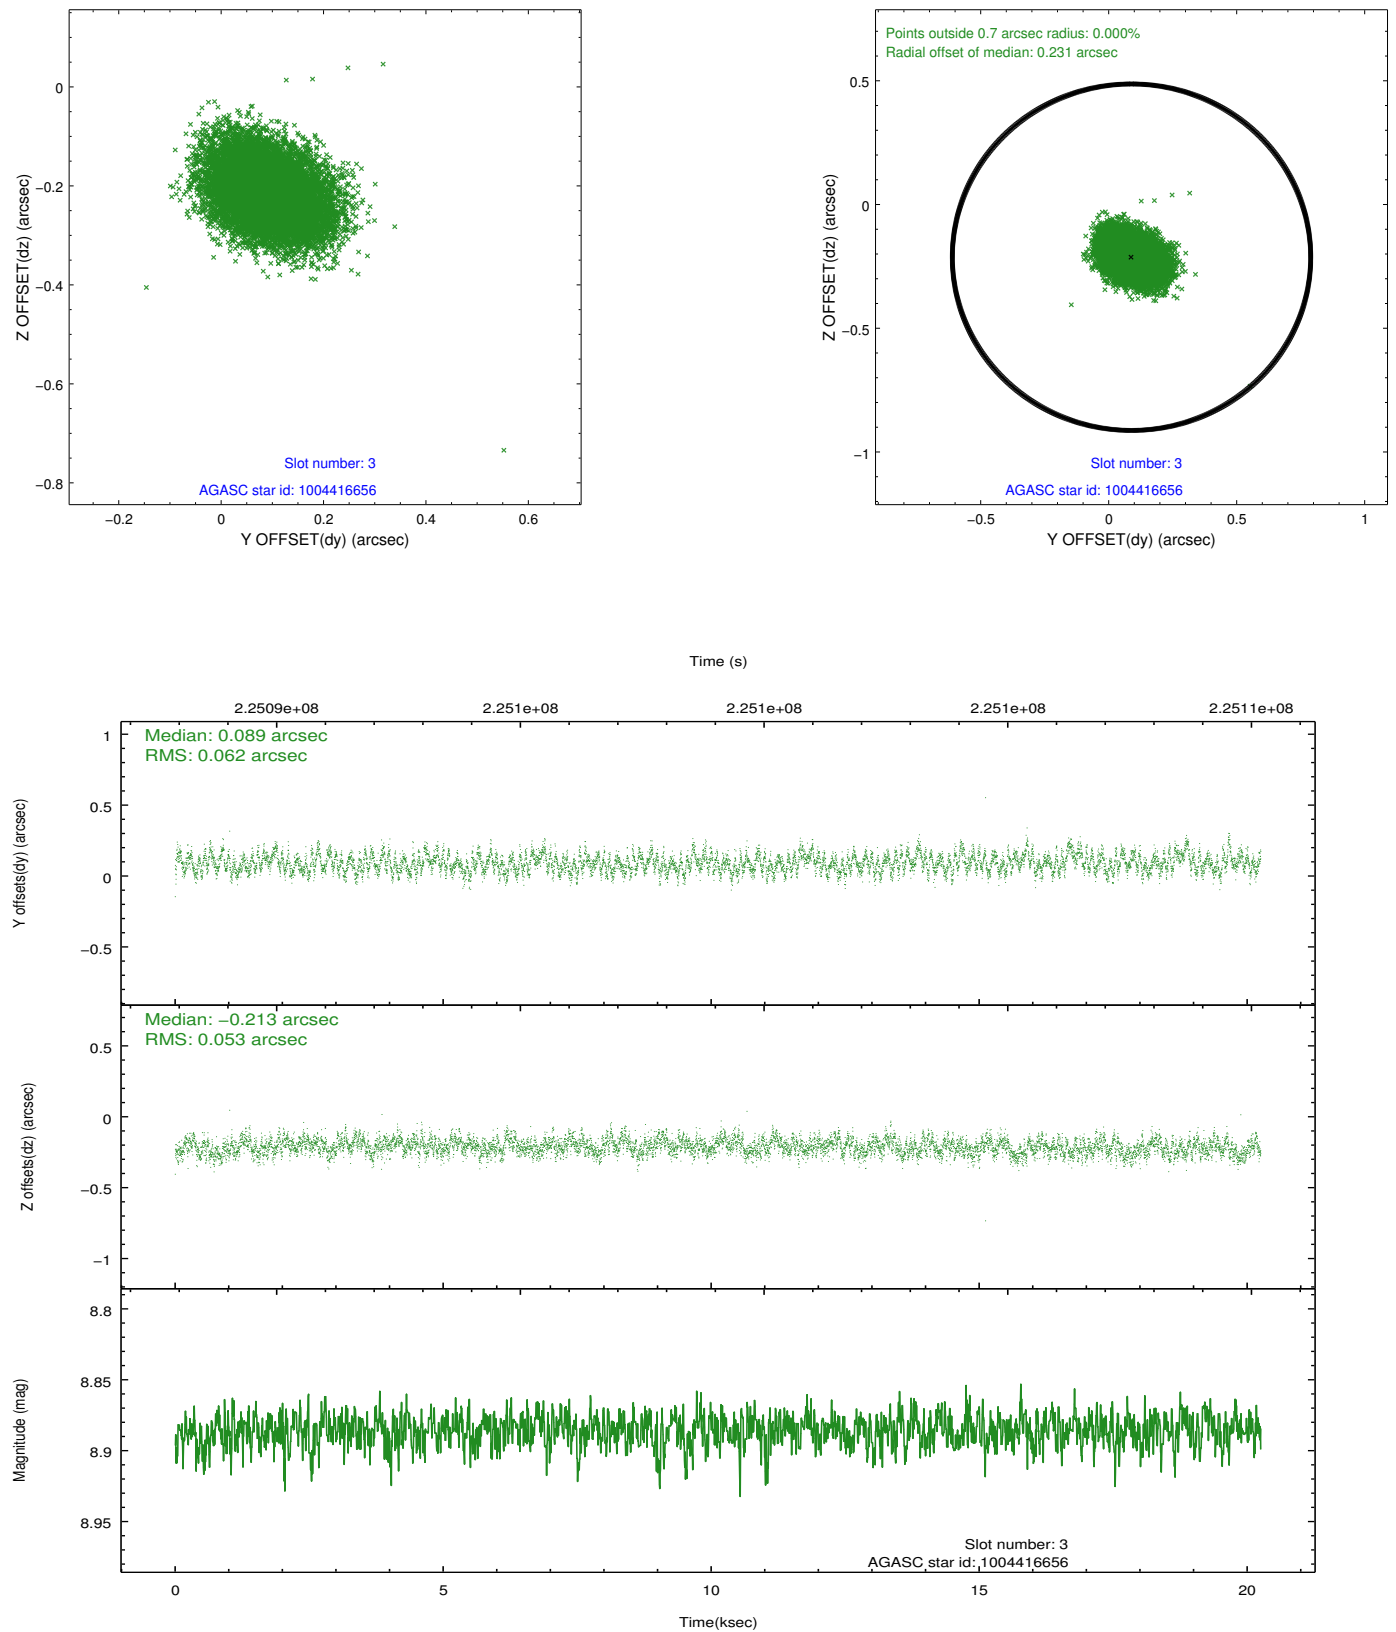 0
−0.2
−0.4
−0.6
−0.8
Z OFFSET(dz) (arcsec)
Slot number: 3
AGASC star id: 1004416656
−0.2 0 0.2 0.4 0.6
Y OFFSET(dy) (arcsec)
Points outside 0.7 arcsec radius: 0.000%
Radial offset of median: 0.231 arcsec
0.5
0
−0.5
−1
Z OFFSET(dz) (arcsec)
Slot number: 3
AGASC star id: 1004416656
−0.5 0 0.5 1
Y OFFSET(dy) (arcsec)
Time (s)
2.2509e+08 2.251e+08 2.251e+08 2.251e+08 2.2511e+08
Median: 0.089 arcsec
RMS: 0.062 arcsec
1
0.5
0
−0.5
Y offsets(dy) (arcsec)
Median: −0.213 arcsec
RMS: 0.053 arcsec
0.5
0
−0.5
−1
Z offsets(dz) (arcsec)
8.8
8.85
8.9
8.95
Magnitude (mag)
Slot number: 3
AGASC star id: 1004416656
0 5 10 15 20
Time(ksec)